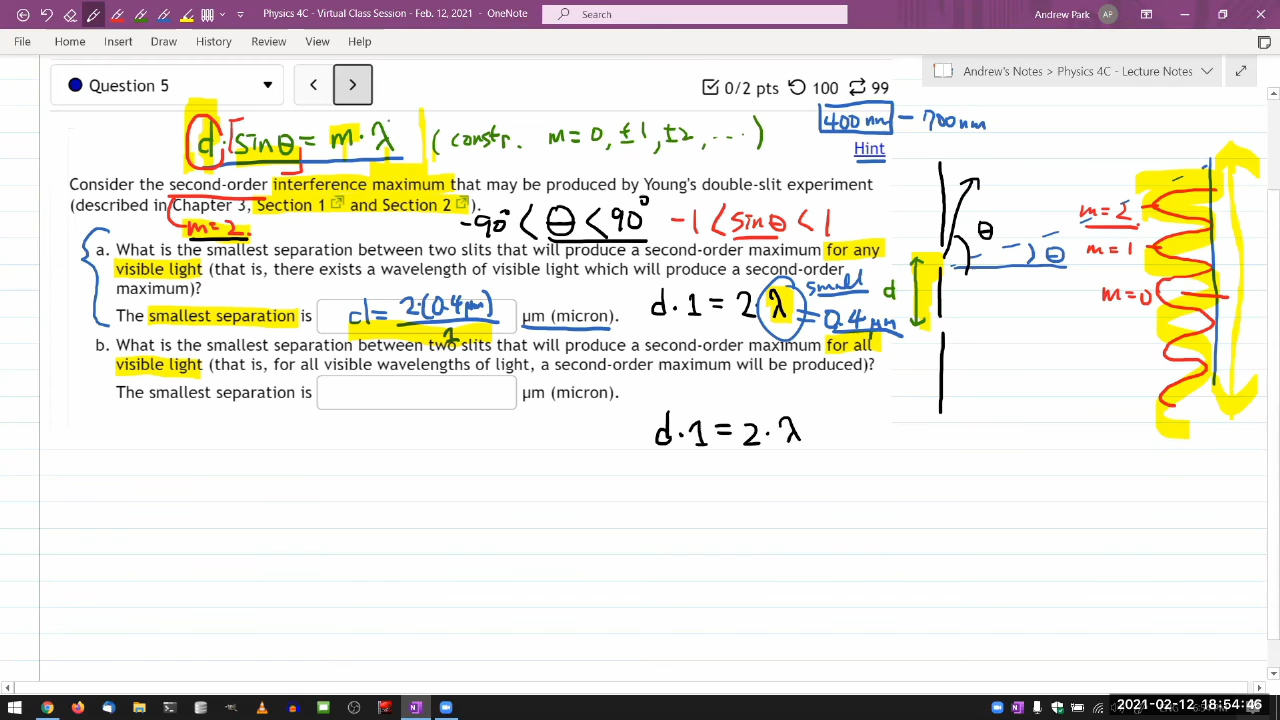 Physics 4C - Virtual Class Session - Feb. 12, 2021 - OneNote
Search
Andrew Park
AP
File Home Insert Draw History Review View Help
Andrew's Notes » Physics 4C - Lecture Notes
Question 5
0/2 pts 100 99
400 nm - 700 nm
d · sinθ = m · λ (constr. m = 0, ±1, ±2, ...)
Hint
Consider the second-order interference maximum that may be produced by Young's double-slit experiment
(described in Chapter 3, Section 1 and Section 2).
m = 2.
-90° < θ < 90°
-1 < sinθ < 1
a. What is the smallest separation between two slits that will produce a second-order maximum for any
visible light (that is, there exists a wavelength of visible light which will produce a second-order
maximum)?
The smallest separation is d = 2·(0.4 μm) / 1 μm (micron).
d · 1 = 2 λ = 0.4 μm
small
b. What is the smallest separation between two slits that will produce a second-order maximum for all
visible light (that is, for all visible wavelengths of light, a second-order maximum will be produced)?
The smallest separation is μm (micron).
d · 1 = 2 · λ
d
θ
θ
m = 2
m = 1
m = 0
2021-02-12 18:54:46